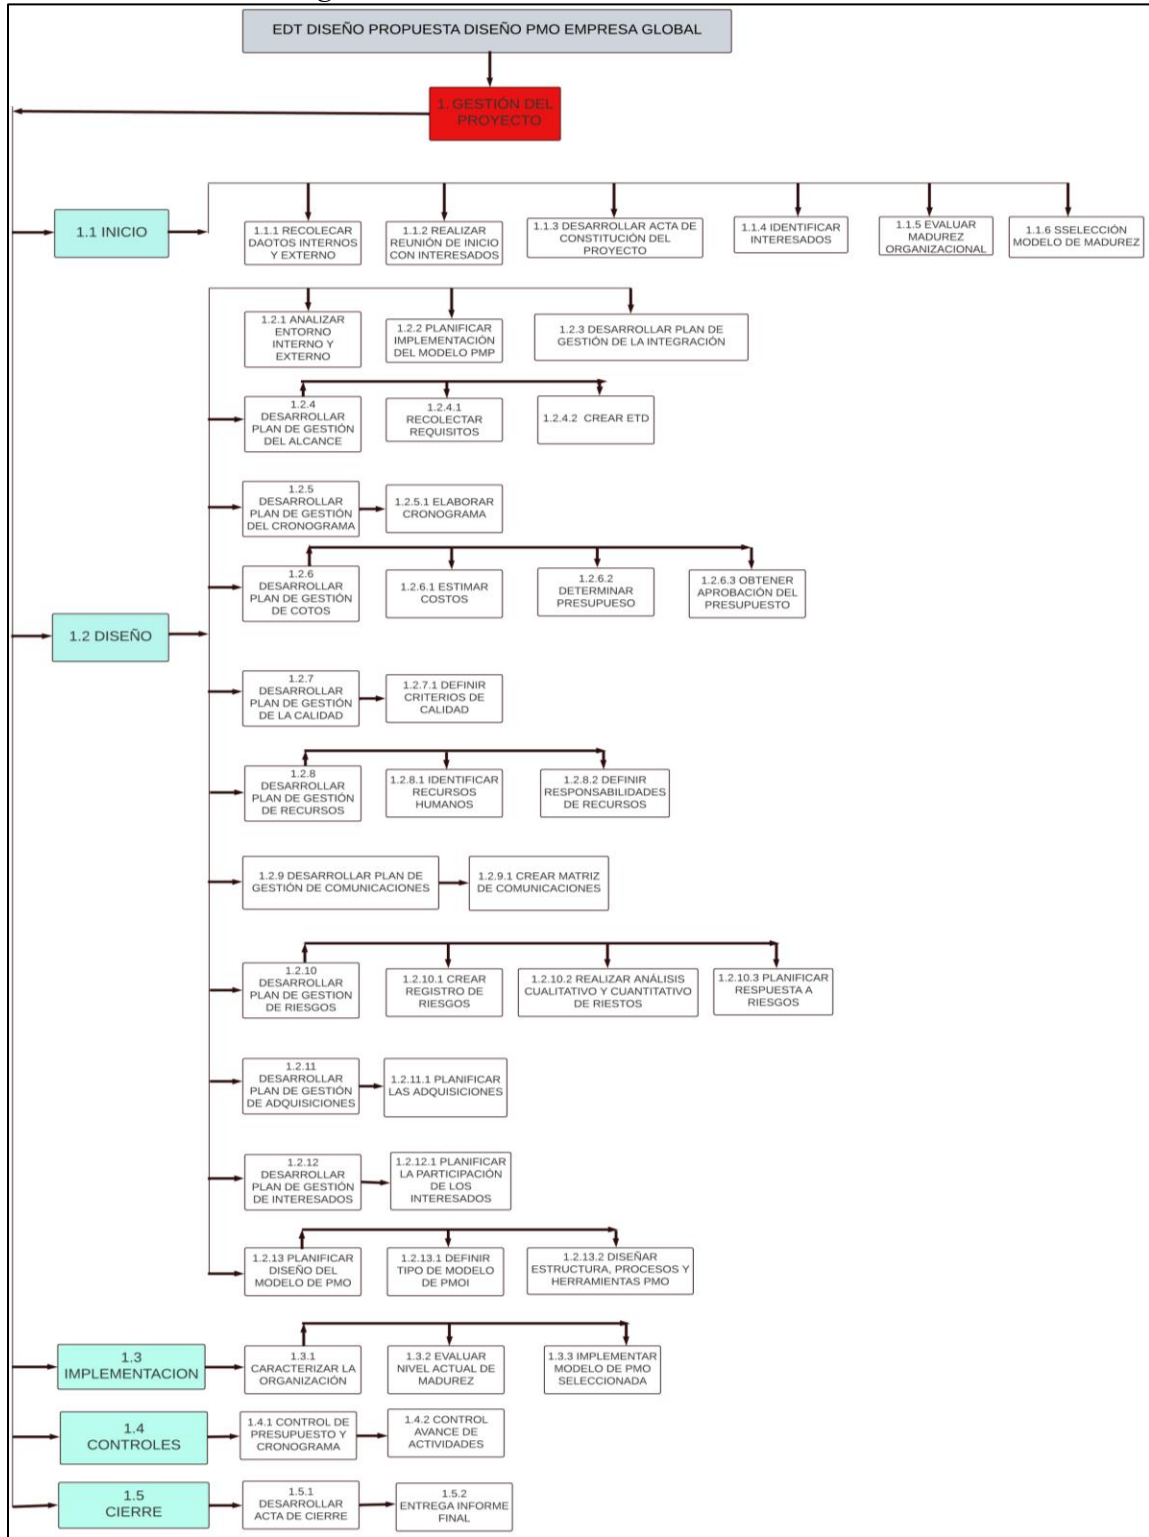 EDT DISEÑO PROPUESTA DISEÑO PMO EMPRESA GLOBAL
1. GESTIÓN DEL
PROYECTO
1.1 INICIO
1.1.1 RECOLECAR
DAOTOS INTERNOS
Y EXTERNO
1.1.2 REALIZAR
REUNIÓN DE INICIO
CON INTERESADOS
1.1.3 DESARROLLAR ACTA DE
CONSTITUCIÓN DEL
PROYECTO
1.1.4 IDENTIFICAR
INTERESADOS
1.1.5 EVALUAR
MADUREZ
ORGANIZACIONAL
1.1.6 SSELECCIÓN
MODELO DE MADUREZ
1.2 DISEÑO
1.2.1 ANALIZAR
ENTORNO
INTERNO Y
EXTERNO
1.2.2 PLANIFICAR
IMPLEMENTACIÓN
DEL MODELO PMP
1.2.3 DESARROLLAR PLAN DE
GESTIÓN DE LA INTEGRACIÓN
1.2.4
DESARROLLAR
PLAN DE GESTIÓN
DEL ALCANCE
1.2.4.1
RECOLECTAR
REQUISITOS
1.2.4.2 CREAR ETD
1.2.5
DESARROLLAR
PLAN DE GESTIÓN
DEL CRONOGRAMA
1.2.5.1 ELABORAR
CRONOGRAMA
1.2.6
DESARROLLAR
PLAN DE GESTIÓN
DE COTOS
1.2.6.1 ESTIMAR
COSTOS
1.2.6.2
DETERMINAR
PRESUPUESO
1.2.6.3 OBTENER
APROBACIÓN DEL
PRESUPUESTO
1.2.7
DESARROLLAR
PLAN DE GESTIÓN
DE LA CALIDAD
1.2.7.1 DEFINIR
CRITERIOS DE
CALIDAD
1.2.8
DESARROLLAR
PLAN DE GESTIÓN
DE RECURSOS
1.2.8.1 IDENTIFICAR
RECURSOS
HUMANOS
1.2.8.2 DEFINIR
RESPONSABILIDADES
DE RECURSOS
1.2.9 DESARROLLAR PLAN DE
GESTIÓN DE COMUNICACIONES
1.2.9.1 CREAR MATRIZ
DE COMUNICACIONES
1.2.10
DESARROLLAR
PLAN DE GESTION
DE RIESGOS
1.2.10.1 CREAR
REGISTRO DE
RIESGOS
1.2.10.2 REALIZAR ANÁLISIS
CUALITATIVO Y CUANTITATIVO
DE RIESTOS
1.2.10.3 PLANIFICAR
RESPUESTA A
RIESGOS
1.2.11
DESARROLLAR
PLAN DE GESTIÓN
DE ADQUISICIONES
1.2.11.1 PLANIFICAR
LAS ADQUISICIONES
1.2.12
DESARROLLAR
PLAN DE GESTIÓN
DE INTERESADOS
1.2.12.1 PLANIFICAR
LA PARTICIPACIÓN
DE LOS
INTERESADOS
1.2.13 PLANIFICAR
DISEÑO DEL
MODELO DE PMO
1.2.13.1 DEFINIR
TIPO DE MODELO
DE PMOI
1.2.13.2 DISEÑAR
ESTRUCTURA, PROCESOS Y
HERRAMIENTAS PMO
1.3
IMPLEMENTACION
1.3.1
CARACTERIZAR LA
ORGANIZACIÓN
1.3.2 EVALUAR
NIVEL ACTUAL DE
MADUREZ
1.3.3 IMPLEMENTAR
MODELO DE PMO
SELECCIONADA
1.4
CONTROLES
1.4.1 CONTROL DE
PRESUPUESTO Y
CRONOGRAMA
1.4.2 CONTROL
AVANCE DE
ACTIVIDADES
1.5
CIERRE
1.5.1
DESARROLLAR
ACTA DE CIERRE
1.5.2
ENTREGA INFORME
FINAL